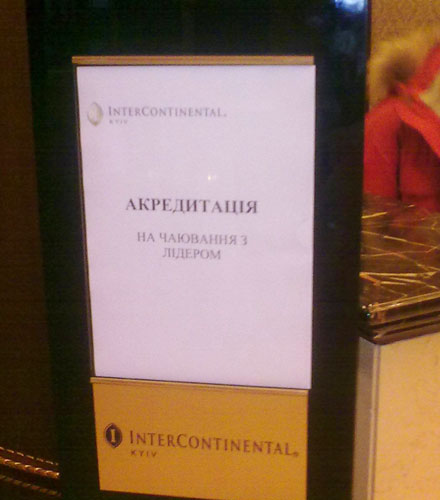 INTERCONTINENTAL®
KYIV
АКРЕДИТАЦІЯ
НА ЧАЮВАННЯ З
ЛІДЕРОМ
I INTERCONTINENTAL®
KYIV